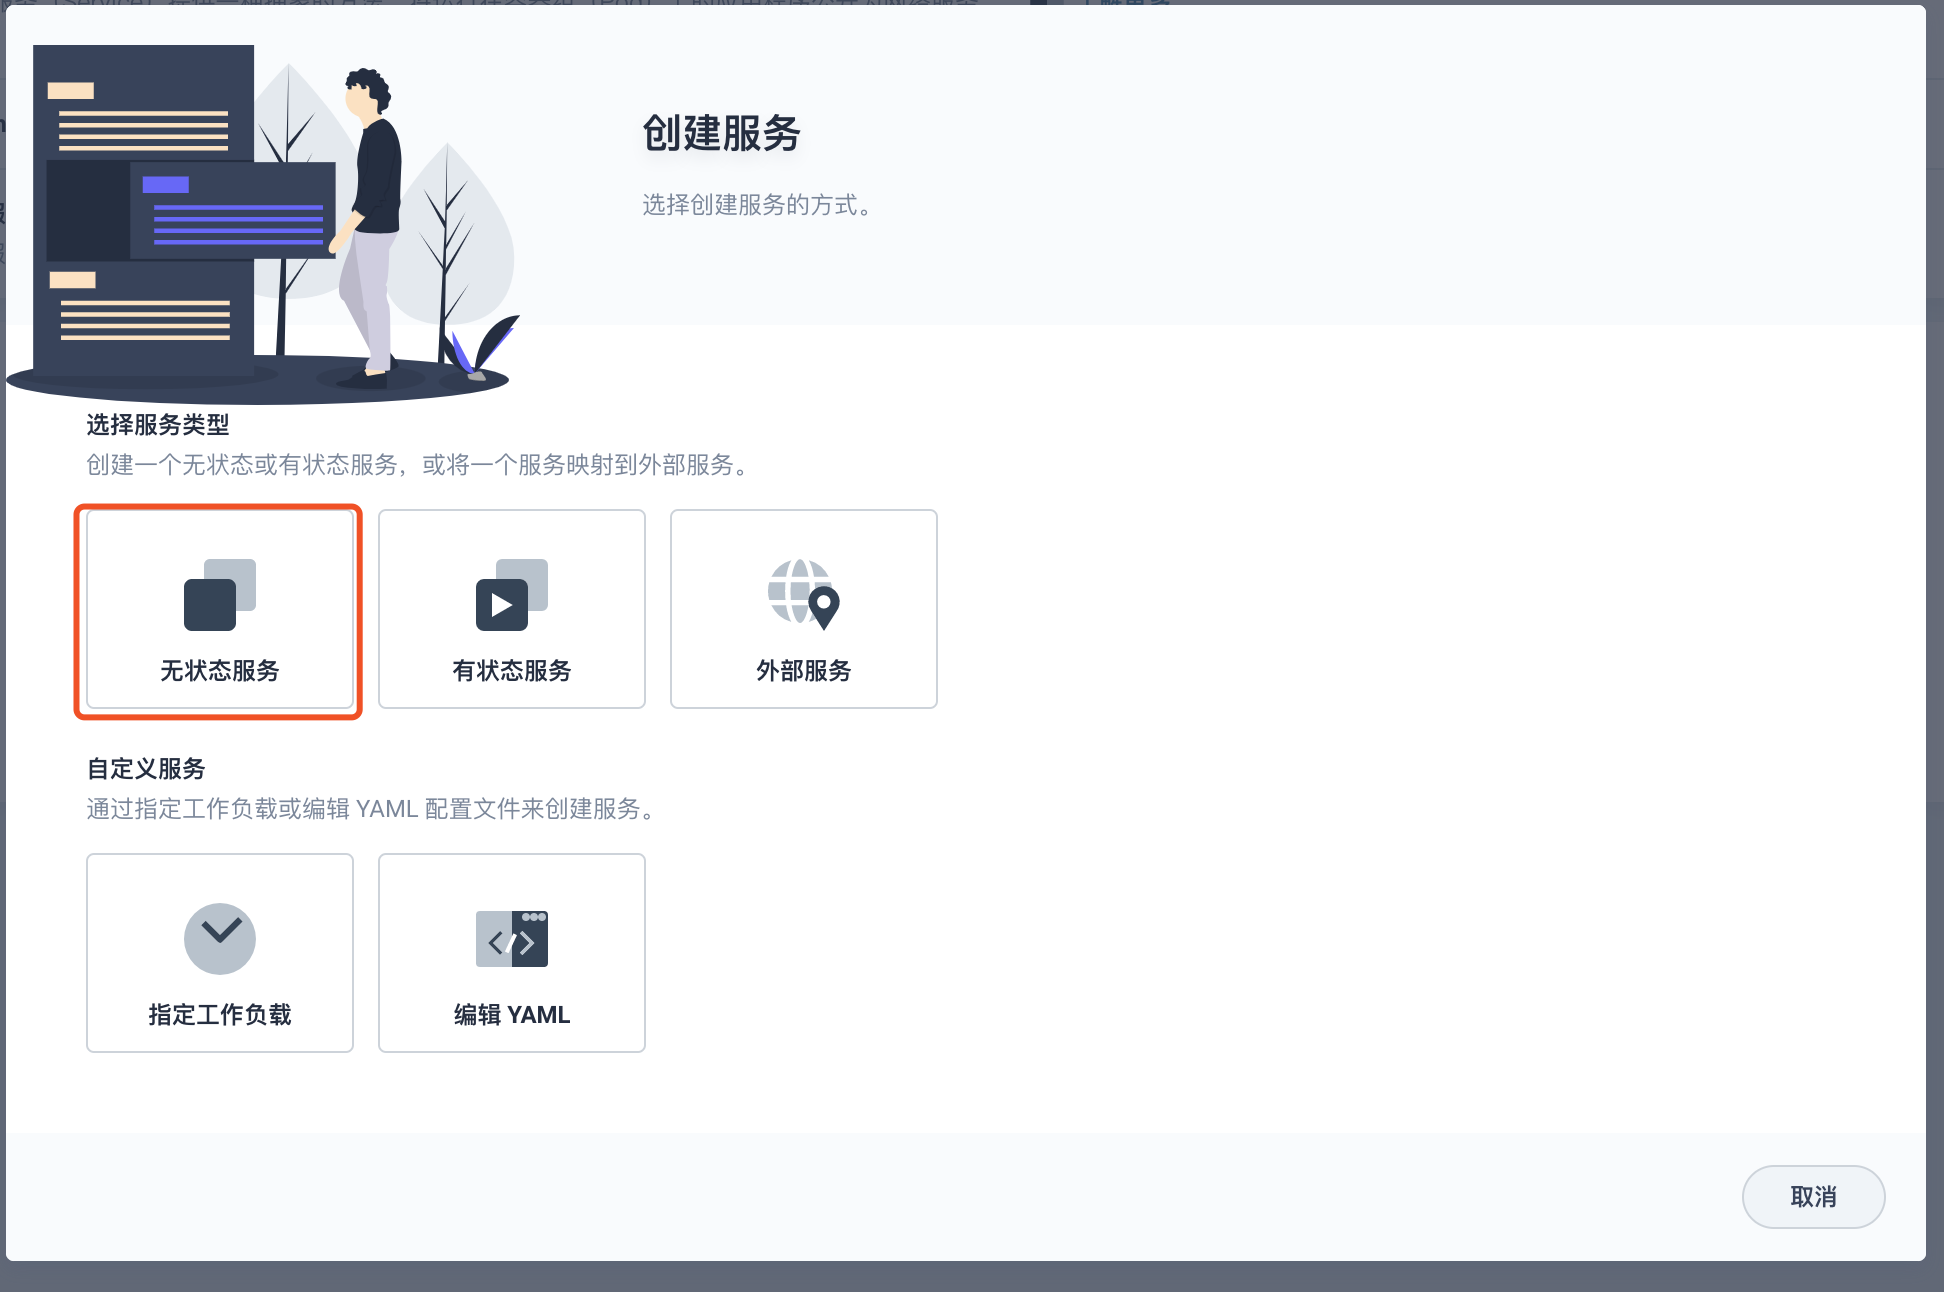 创建服务
选择创建服务的方式。
选择服务类型
创建一个无状态或有状态服务，或将一个服务映射到外部服务。
无状态服务
有状态服务
外部服务
自定义服务
通过指定工作负载或编辑 YAML 配置文件来创建服务。
指定工作负载
编辑 YAML
取消